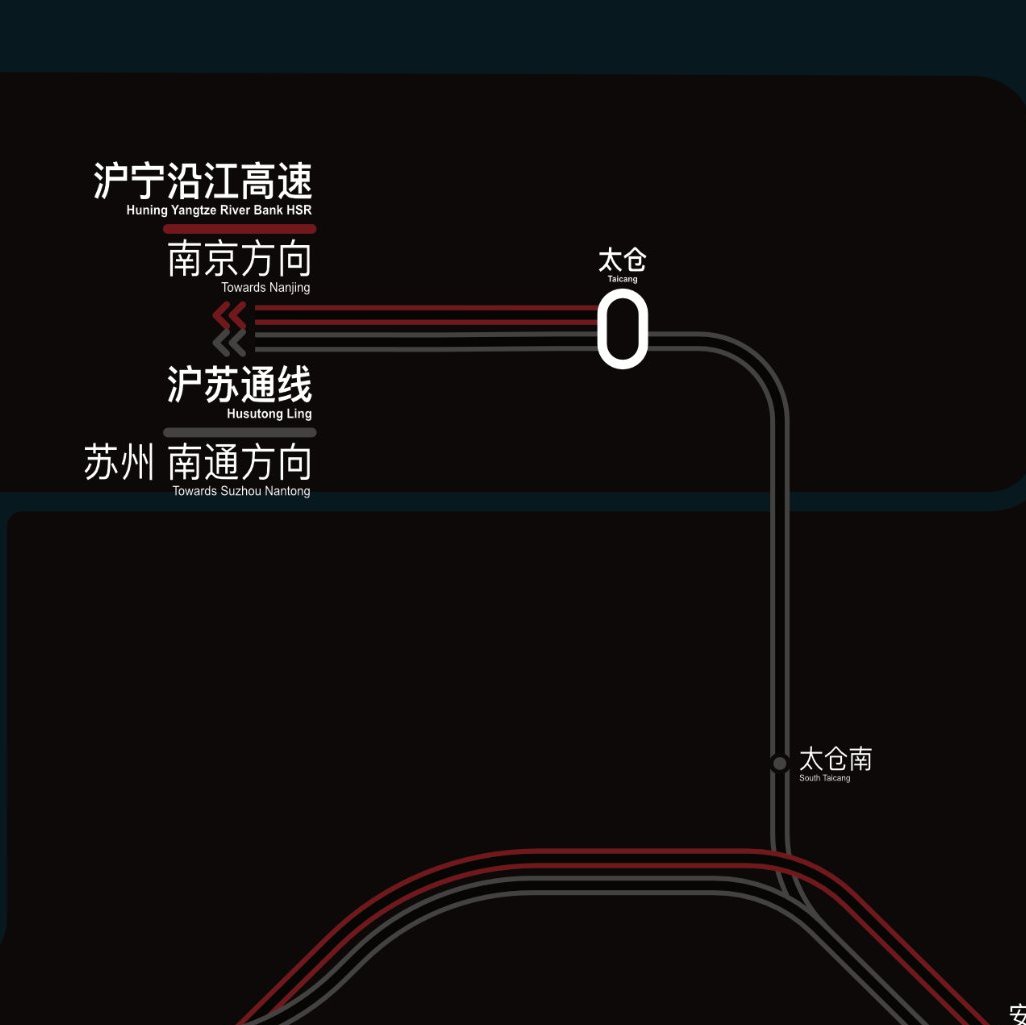 沪宁沿江高速
Huning Yangtze River Bank HSR
南京方向
Towards Nanjing
太仓
Taicang
沪苏通线
Husutong Ling
苏州 南通方向
Towards Suzhou Nantong
太仓南
South Taicang